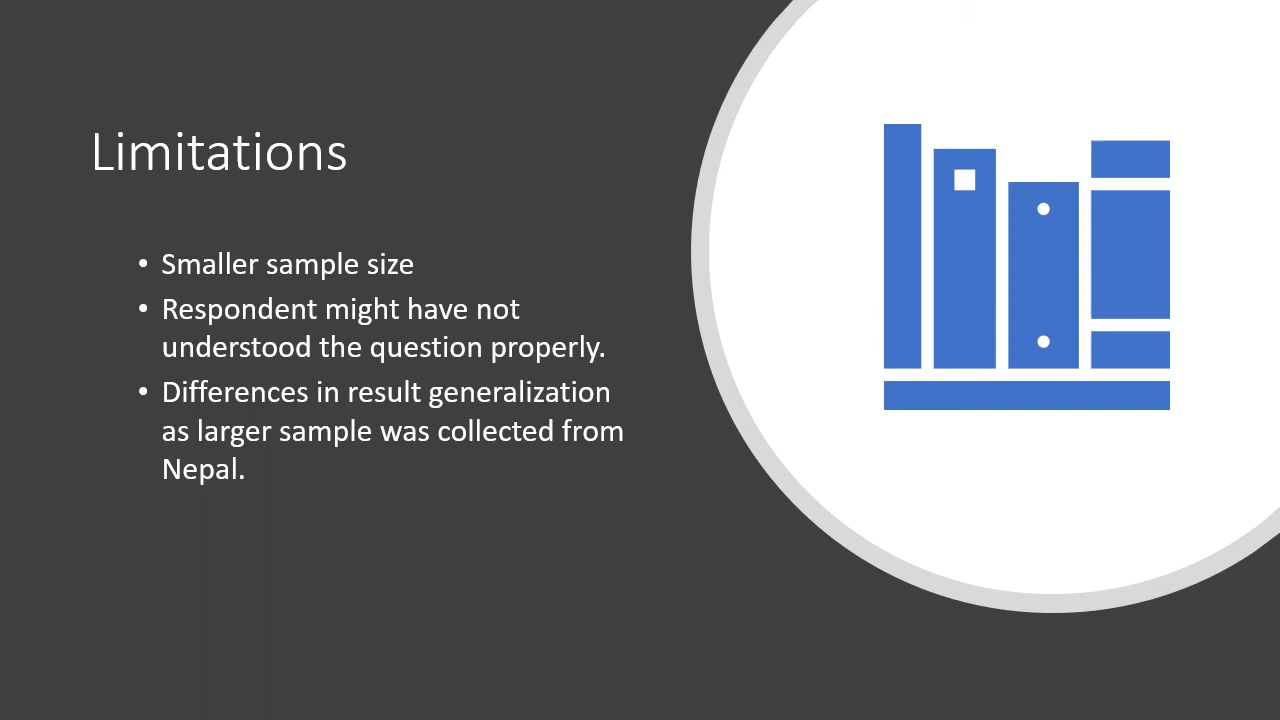 Limitations
• Smaller sample size
• Respondent might have not
understood the question properly.
• Differences in result generalization
as larger sample was collected from
Nepal.